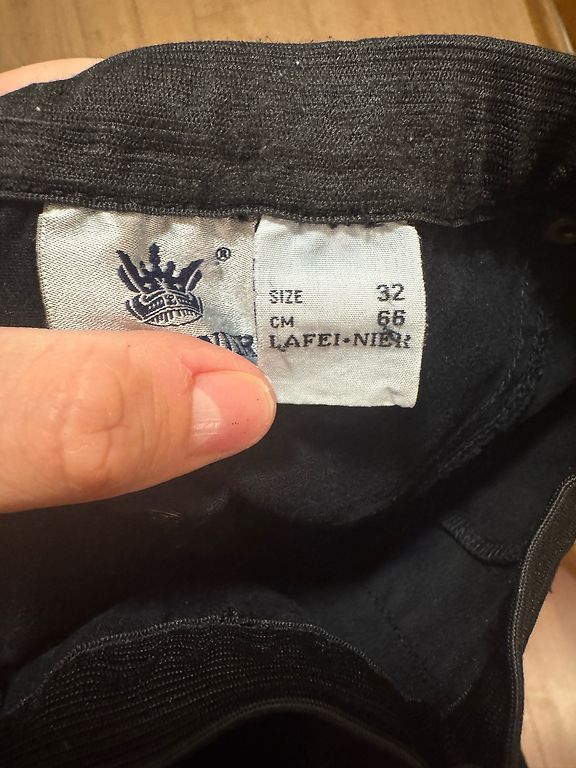 ®
SIZE 32
CM 66
LAFEI·NIER